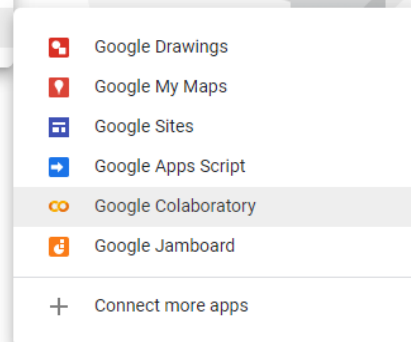 Google Drawings
Google My Maps
Google Sites
Google Apps Script
Google Colaboratory
Google Jamboard
Connect more apps